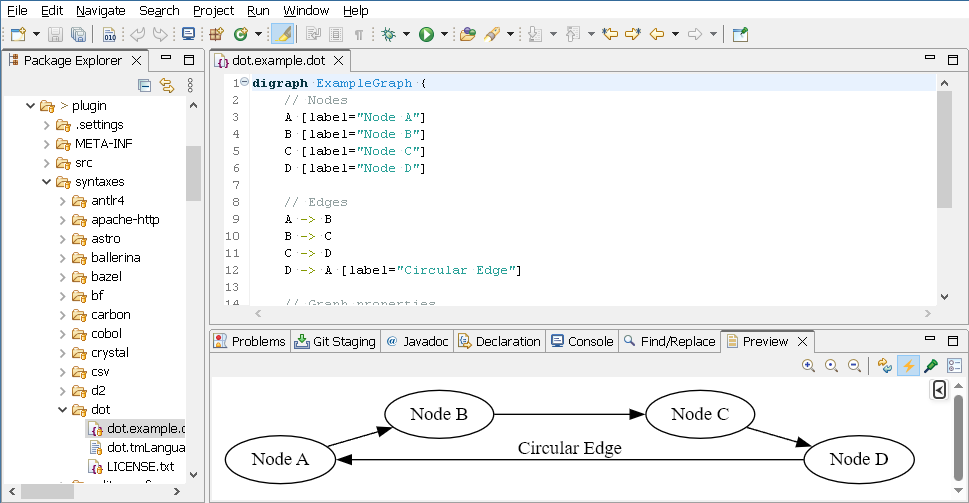 File Edit Navigate Search Project Run Window Help
Package Explorer
> plugin
.settings
META-INF
src
syntaxes
antlr4
apache-http
astro
ballerina
bazel
bf
carbon
cobol
crystal
csv
d2
dot
dot.example.d
dot.tmLangua
LICENSE.txt
dot.example.dot
1 digraph ExampleGraph {
2 // Nodes
3 A [label="Node A"]
4 B [label="Node B"]
5 C [label="Node C"]
6 D [label="Node D"]
7
8 // Edges
9 A -> B
10 B -> C
11 C -> D
12 D -> A [label="Circular Edge"]
13
14 // Graph properties
Problems Git Staging @ Javadoc Declaration Console Find/Replace Preview
Node B Node C
Circular Edge
Node A Node D